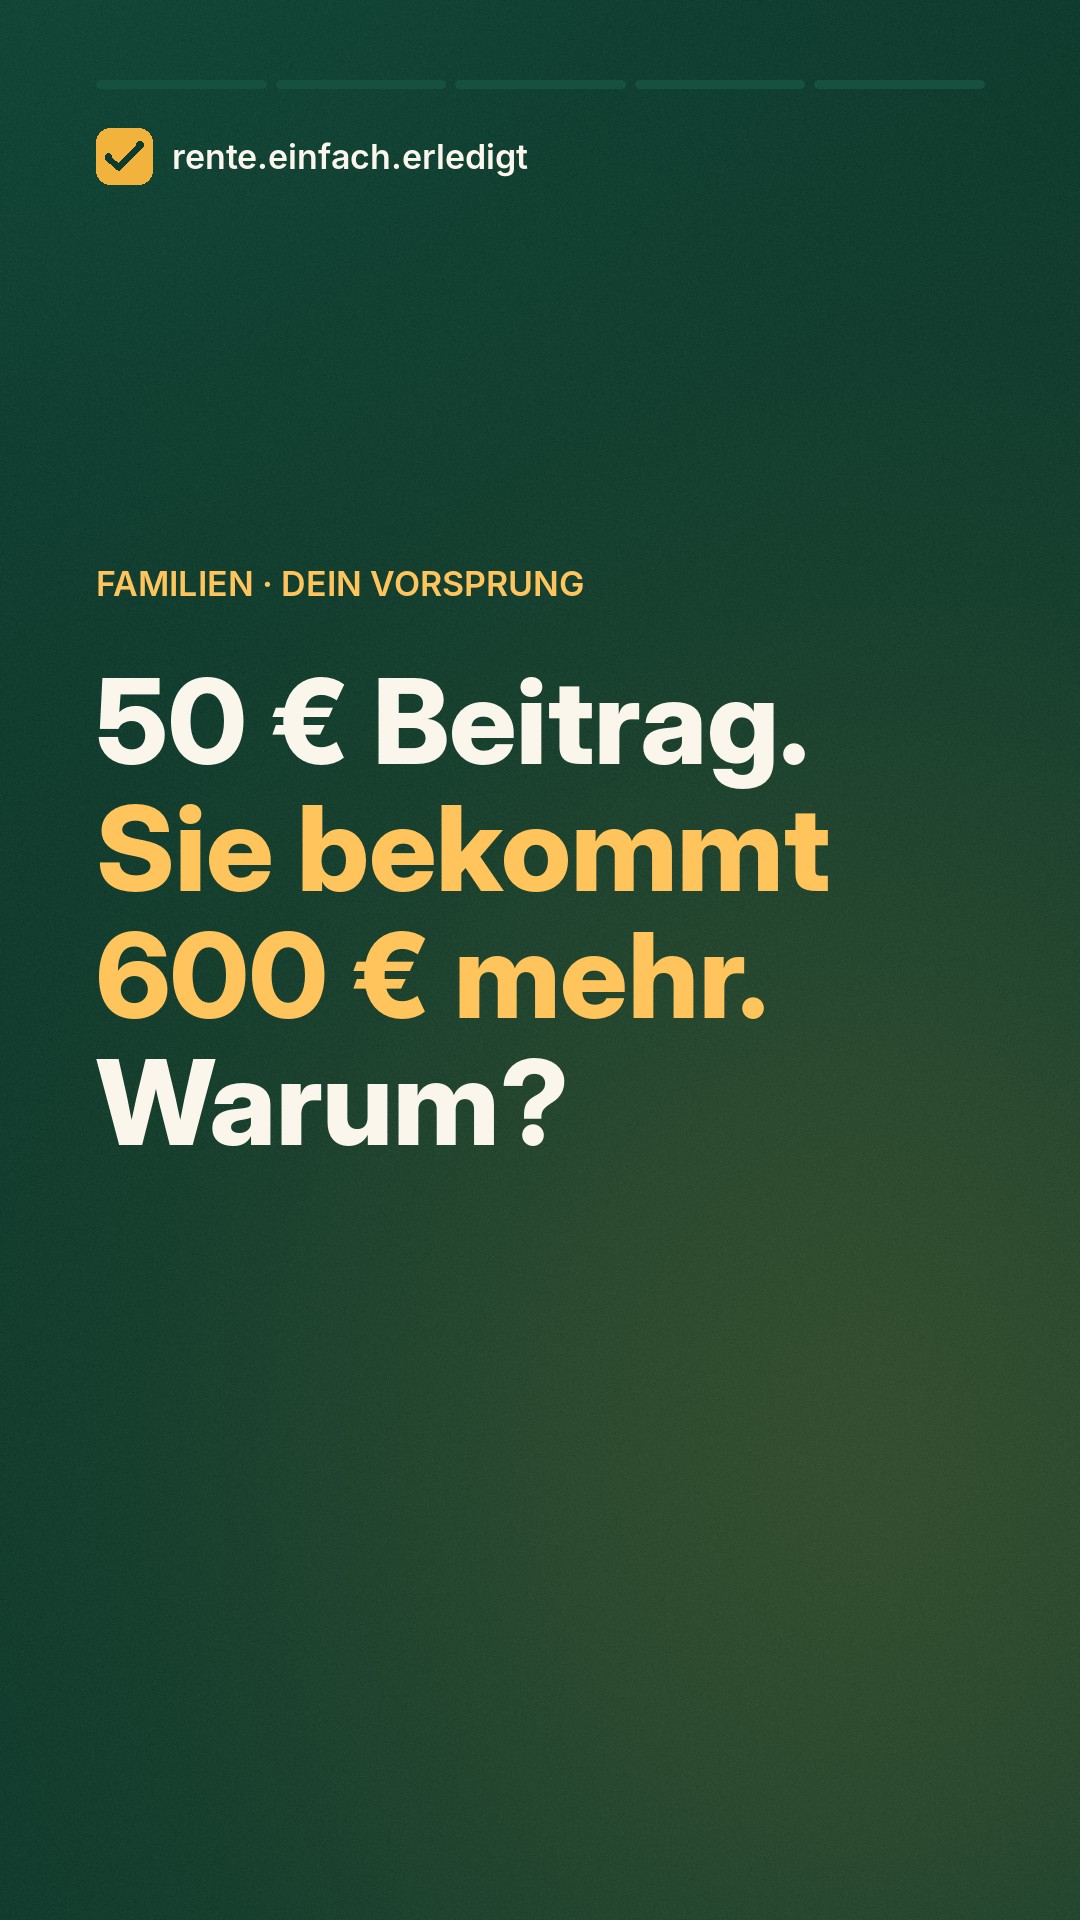 rente.einfach.erledigt
FAMILIEN · DEIN VORSPRUNG
50 € Beitrag.
Sie bekommt
600 € mehr.
Warum?